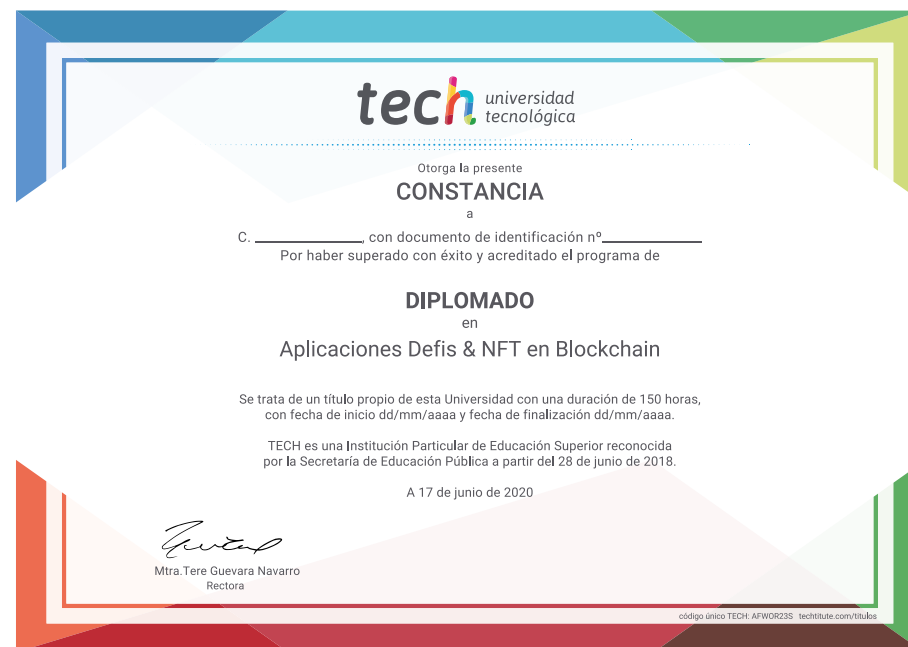 tech universidad
tecnológica
Otorga la presente
CONSTANCIA
a
C. ______________, con documento de identificación nº_____________
Por haber superado con éxito y acreditado el programa de
DIPLOMADO
en
Aplicaciones Defis & NFT en Blockchain
Se trata de un título propio de esta Universidad con una duración de 150 horas,
con fecha de inicio dd/mm/aaaa y fecha de finalización dd/mm/aaaa.
TECH es una Institución Particular de Educación Superior reconocida
por la Secretaría de Educación Pública a partir del 28 de junio de 2018.
A 17 de junio de 2020
Mtra.Tere Guevara Navarro
Rectora
código único TECH: AFWOR23S techtitute.com/titulos